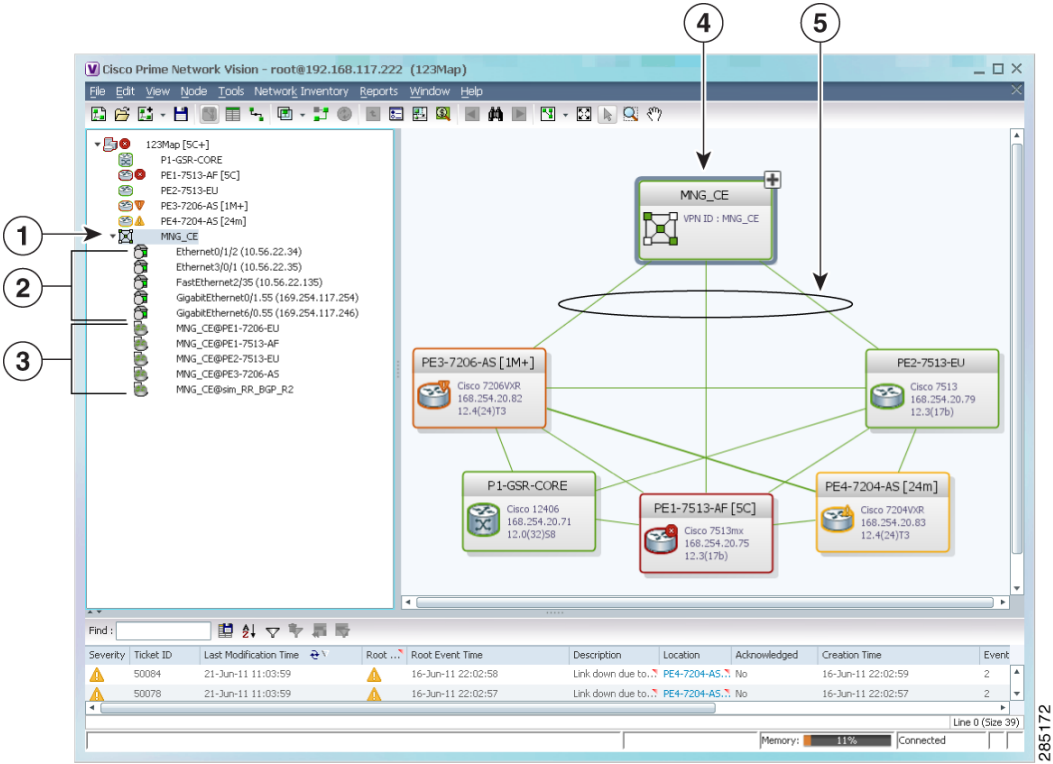 4
5
Cisco Prime Network Vision - root@192.168.117.222 (123Map)
File Edit View Node Tools Network Inventory Reports Window Help
123Map [5C+]
P1-GSR-CORE
PE1-7513-AF [5C]
PE2-7513-EU
PE3-7206-AS [1M+]
PE4-7204-AS [24m]
1
MNG_CE
2
Ethernet0/1/2 (10.56.22.34)
Ethernet3/0/1 (10.56.22.35)
FastEthernet2/35 (10.56.22.135)
GigabitEthernet0/1.55 (169.254.117.254)
GigabitEthernet6/0.55 (169.254.117.246)
3
MNG_CE@PE1-7206-EU
MNG_CE@PE1-7513-AF
MNG_CE@PE2-7513-EU
MNG_CE@PE3-7206-AS
MNG_CE@sim_RR_BGP_R2
MNG_CE
VPN ID : MNG_CE
PE3-7206-AS [1M+]
Cisco 7206VXR
168.254.20.82
12.4(24)T3
PE2-7513-EU
Cisco 7513
168.254.20.79
12.3(17b)
P1-GSR-CORE
Cisco 12406
168.254.20.71
12.0(32)S8
PE1-7513-AF [5C]
Cisco 7513mx
168.254.20.75
12.3(17b)
PE4-7204-AS [24m]
Cisco 7204VXR
168.254.20.83
12.4(24)T3
Find :
Severity Ticket ID Last Modification Time Root ... Root Event Time Description Location Acknowledged Creation Time Event
50084 21-Jun-11 11:03:59 16-Jun-11 22:02:58 Link down due to.. PE4-7204-AS.. No 16-Jun-11 22:02:59 2
50078 21-Jun-11 11:03:59 16-Jun-11 22:02:57 Link down due to.. PE4-7204-AS.. No 16-Jun-11 22:02:57 2
Line 0 (Size 39)
Memory: 11% Connected
285172